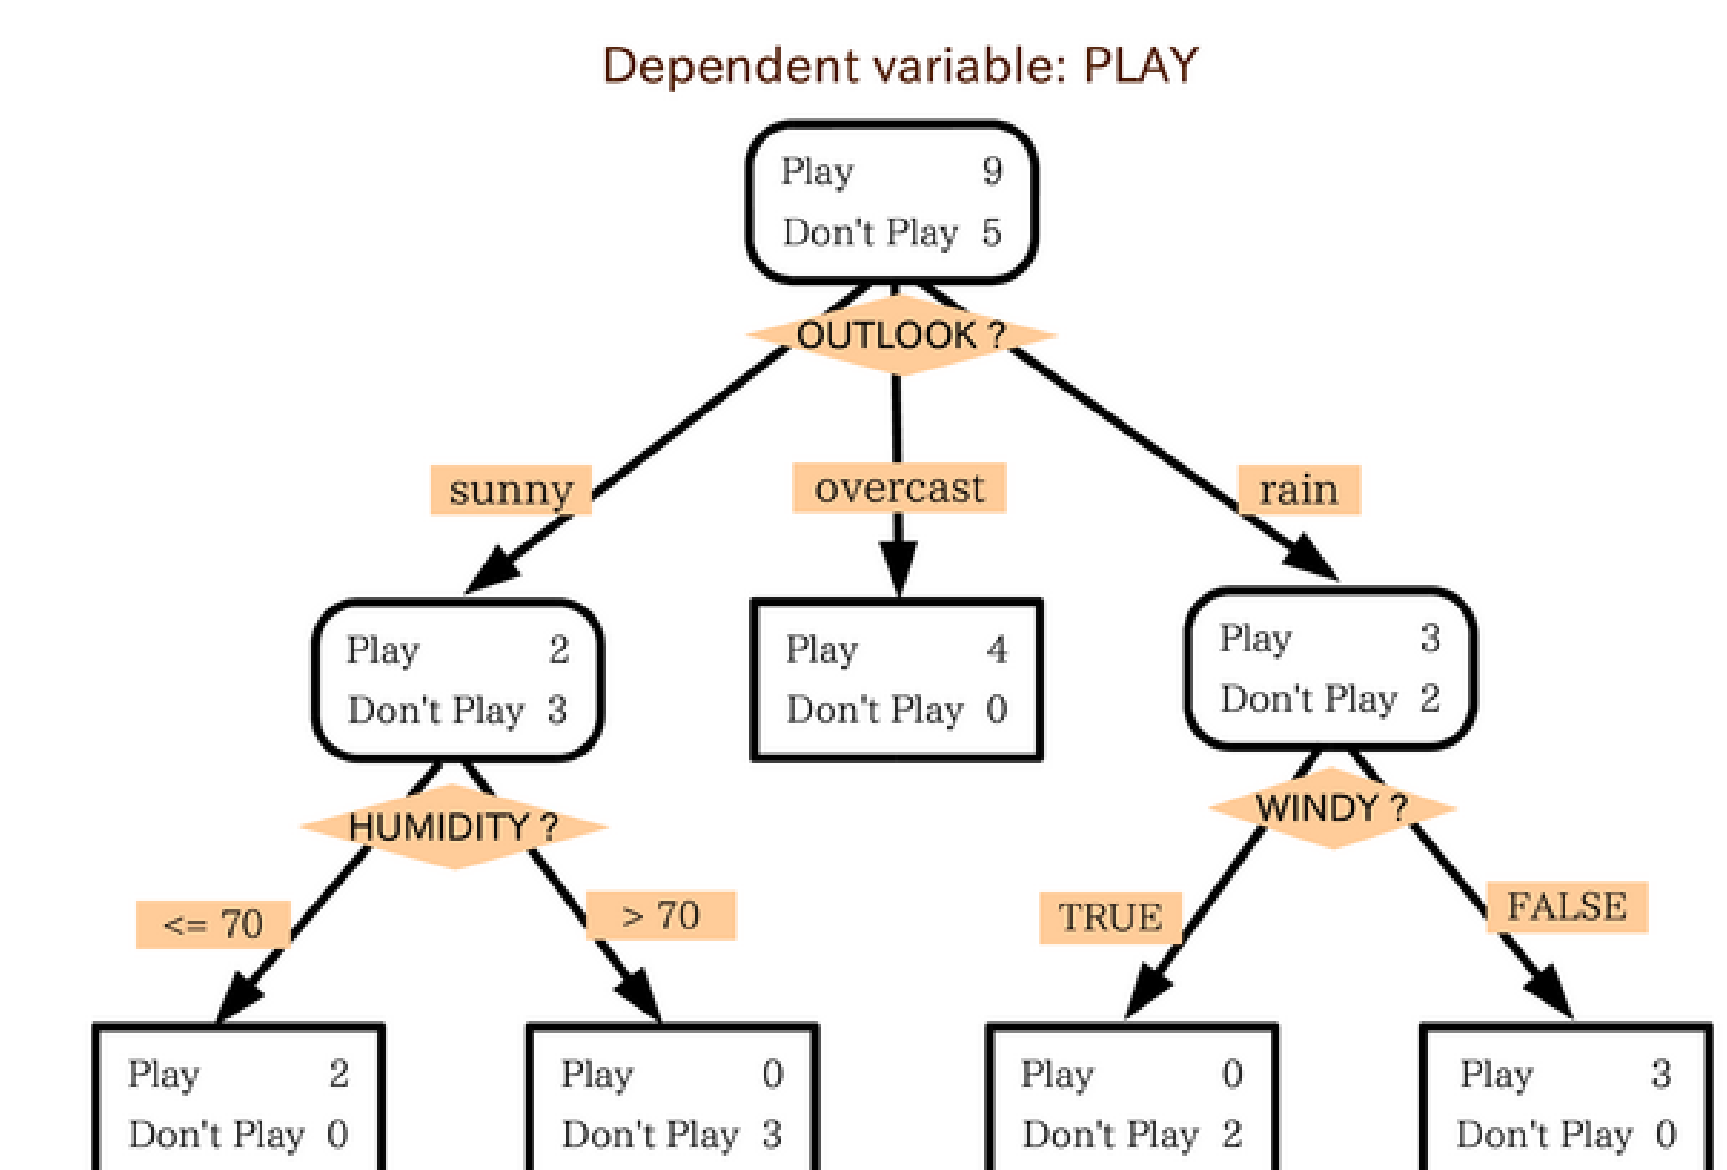 Dependent variable: PLAY
Play 9
Don't Play 5
OUTLOOK ?
sunny
overcast
rain
Play 2
Don't Play 3
Play 4
Don't Play 0
Play 3
Don't Play 2
HUMIDITY ?
WINDY ?
<= 70
> 70
TRUE
FALSE
Play 2
Don't Play 0
Play 0
Don't Play 3
Play 0
Don't Play 2
Play 3
Don't Play 0